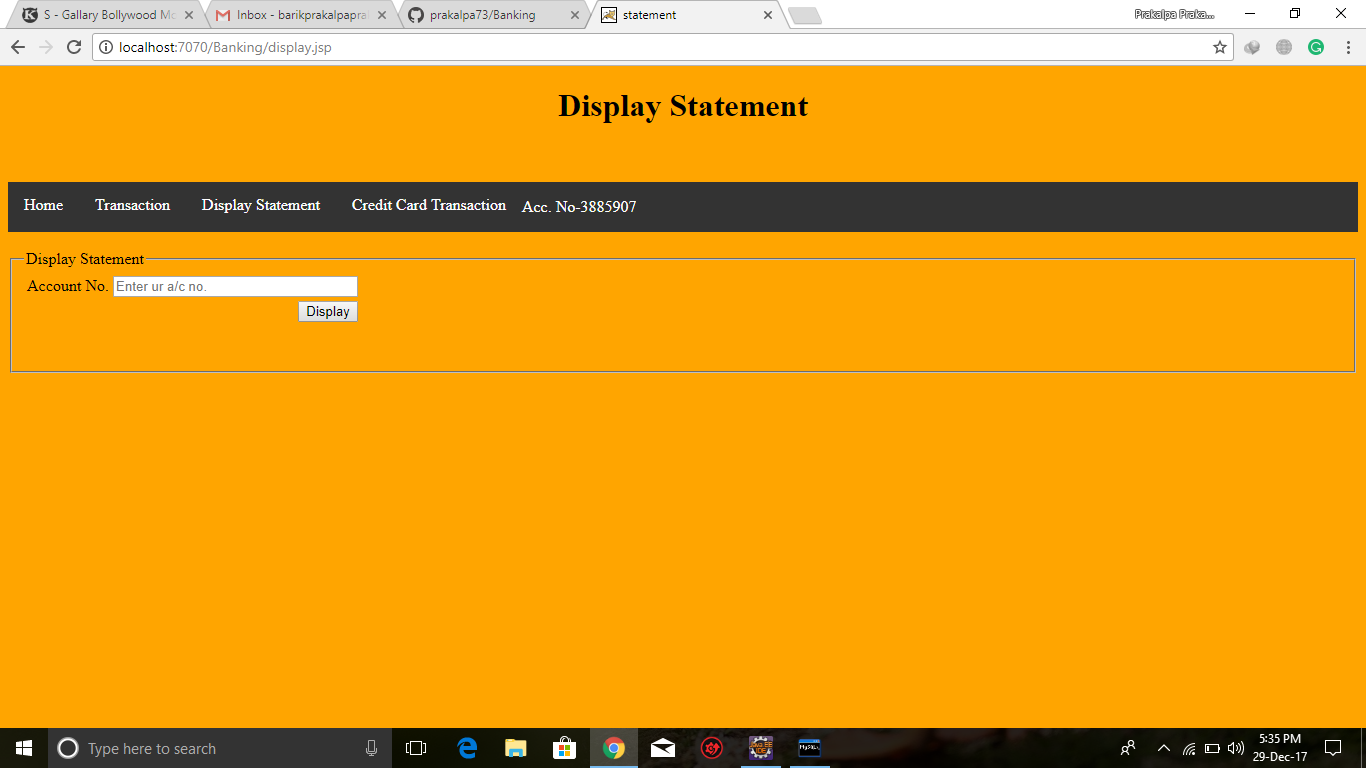 S - Gallary Bollywood Mo
Inbox - barikprakalpapra
prakalpa73/Banking
statement
Prakalpa Praka...
localhost:7070/Banking/display.jsp
Display Statement
Home Transaction Display Statement Credit Card Transaction Acc. No-3885907
Display Statement
Account No. Enter ur a/c no.
Display
Type here to search
5:35 PM
29-Dec-17